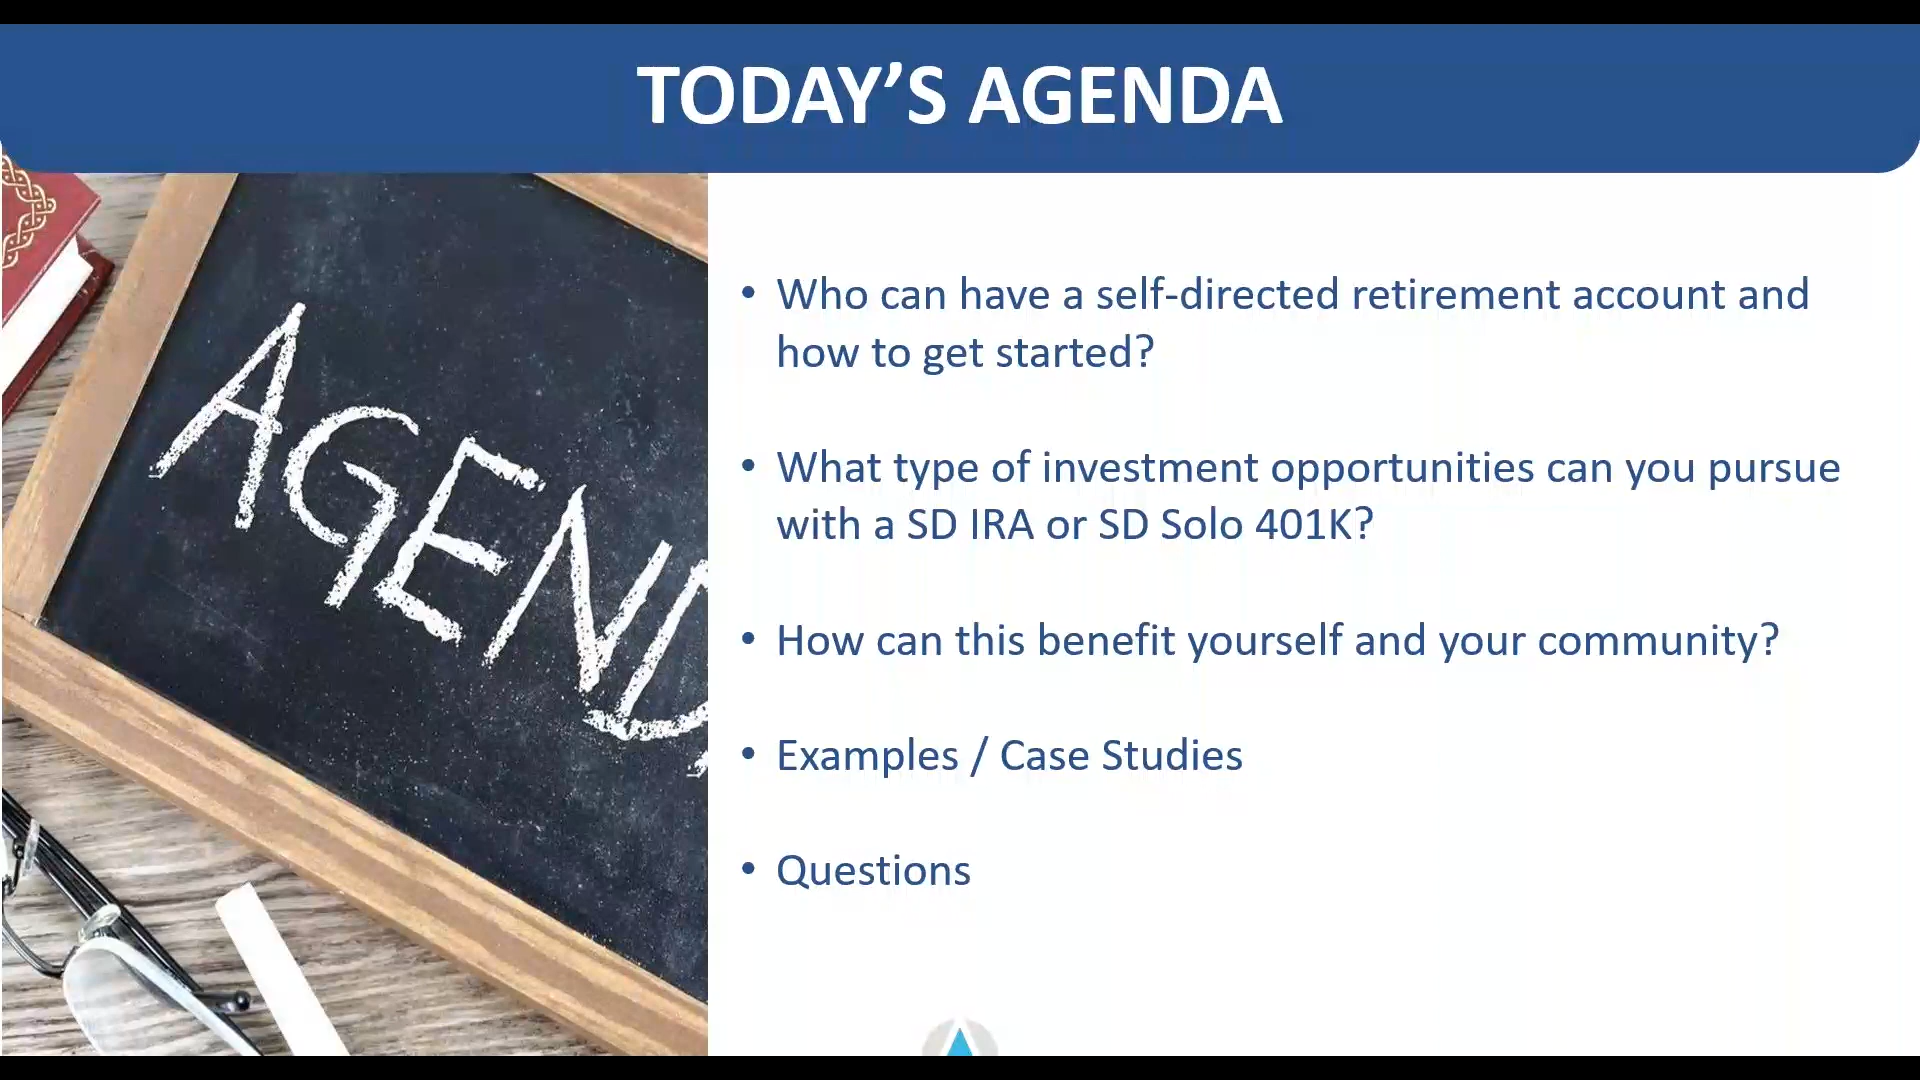 TODAY’S AGENDA
• Who can have a self-directed retirement account and
how to get started?
• What type of investment opportunities can you pursue
with a SD IRA or SD Solo 401K?
• How can this benefit yourself and your community?
• Examples / Case Studies
• Questions
AGEND